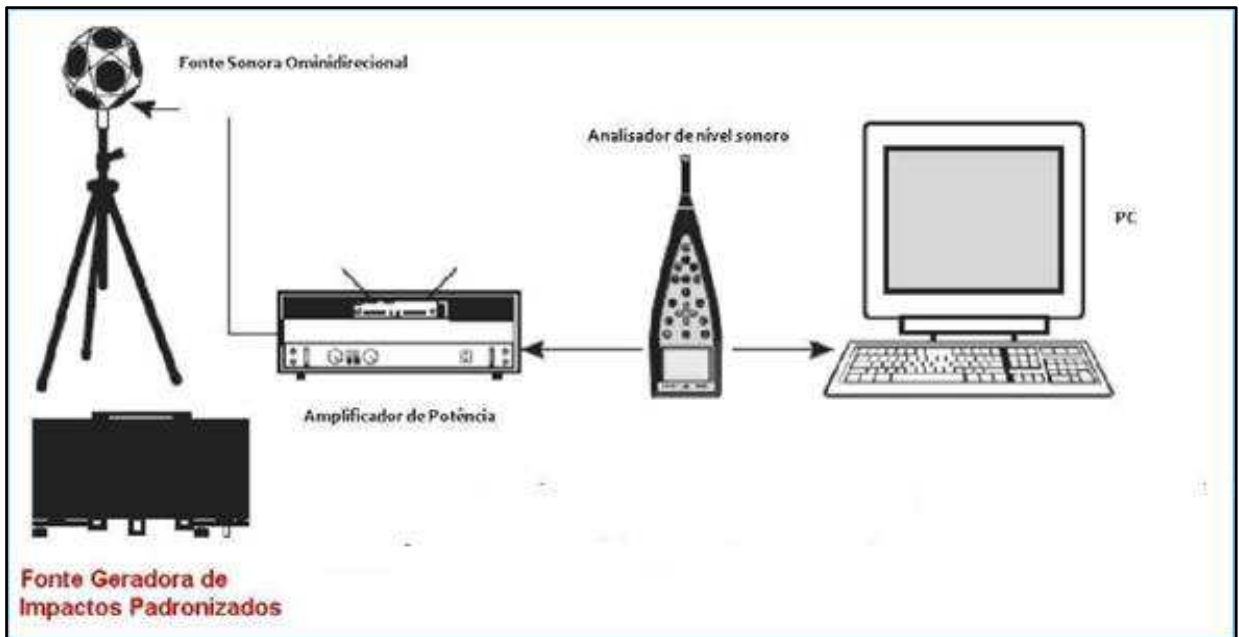 Fonte Sonora Ominidirecional
Analisador de nível sonoro
PC
Amplificador de Potência
Fonte Geradora de
Impactos Padronizados